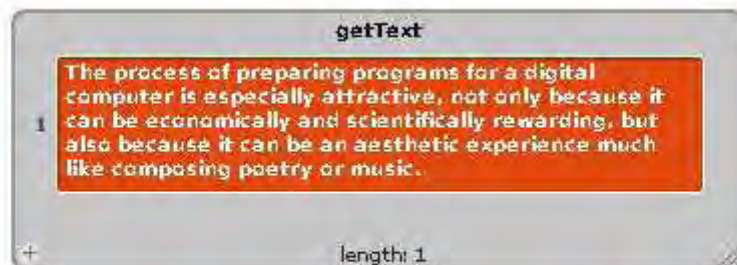 getText
1
The process of preparing programs for a digital
computer is especially attractive, not only because it
can be economically and scientifically rewarding, but
also because it can be an aesthetic experience much
like composing poetry or music.
+
length: 1